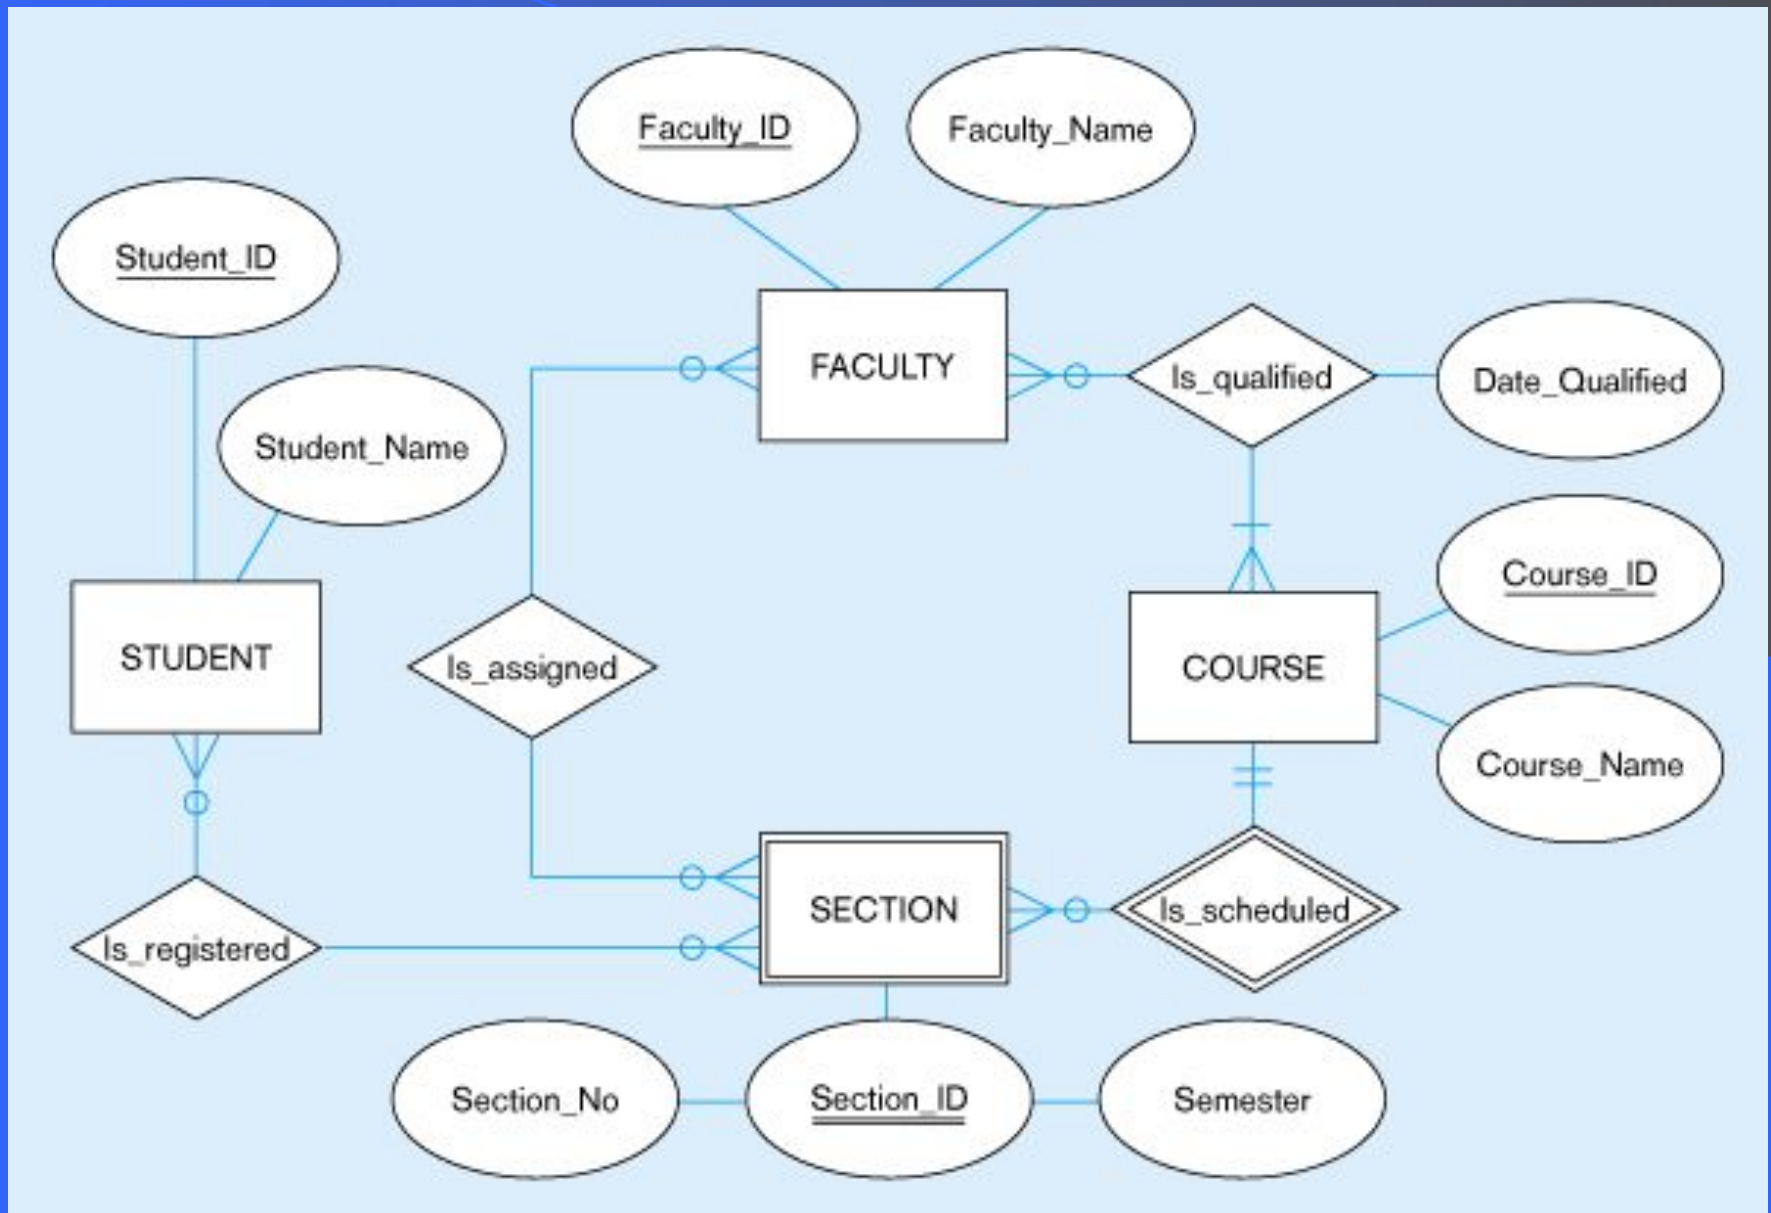 Faculty_ID
Faculty_Name
Student_ID
Student_Name
FACULTY
Is_qualified
Date_Qualified
STUDENT
Is_assigned
COURSE
Course_ID
Course_Name
Is_registered
SECTION
Is_scheduled
Section_No
Section_ID
Semester